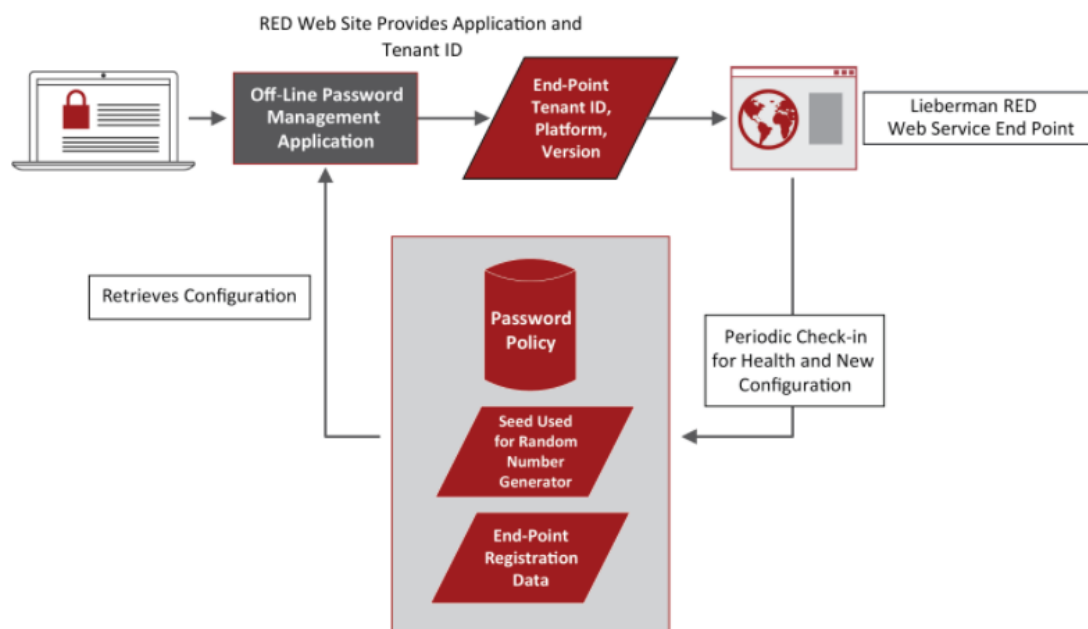 RED Web Site Provides Application and
Tenant ID
Off-Line Password
Management
Application
End-Point
Tenant ID,
Platform,
Version
Lieberman RED
Web Service End Point
Retrieves Configuration
Password
Policy
Periodic Check-in
for Health and New
Configuration
Seed Used
for Random
Number
Generator
End-Point
Registration
Data